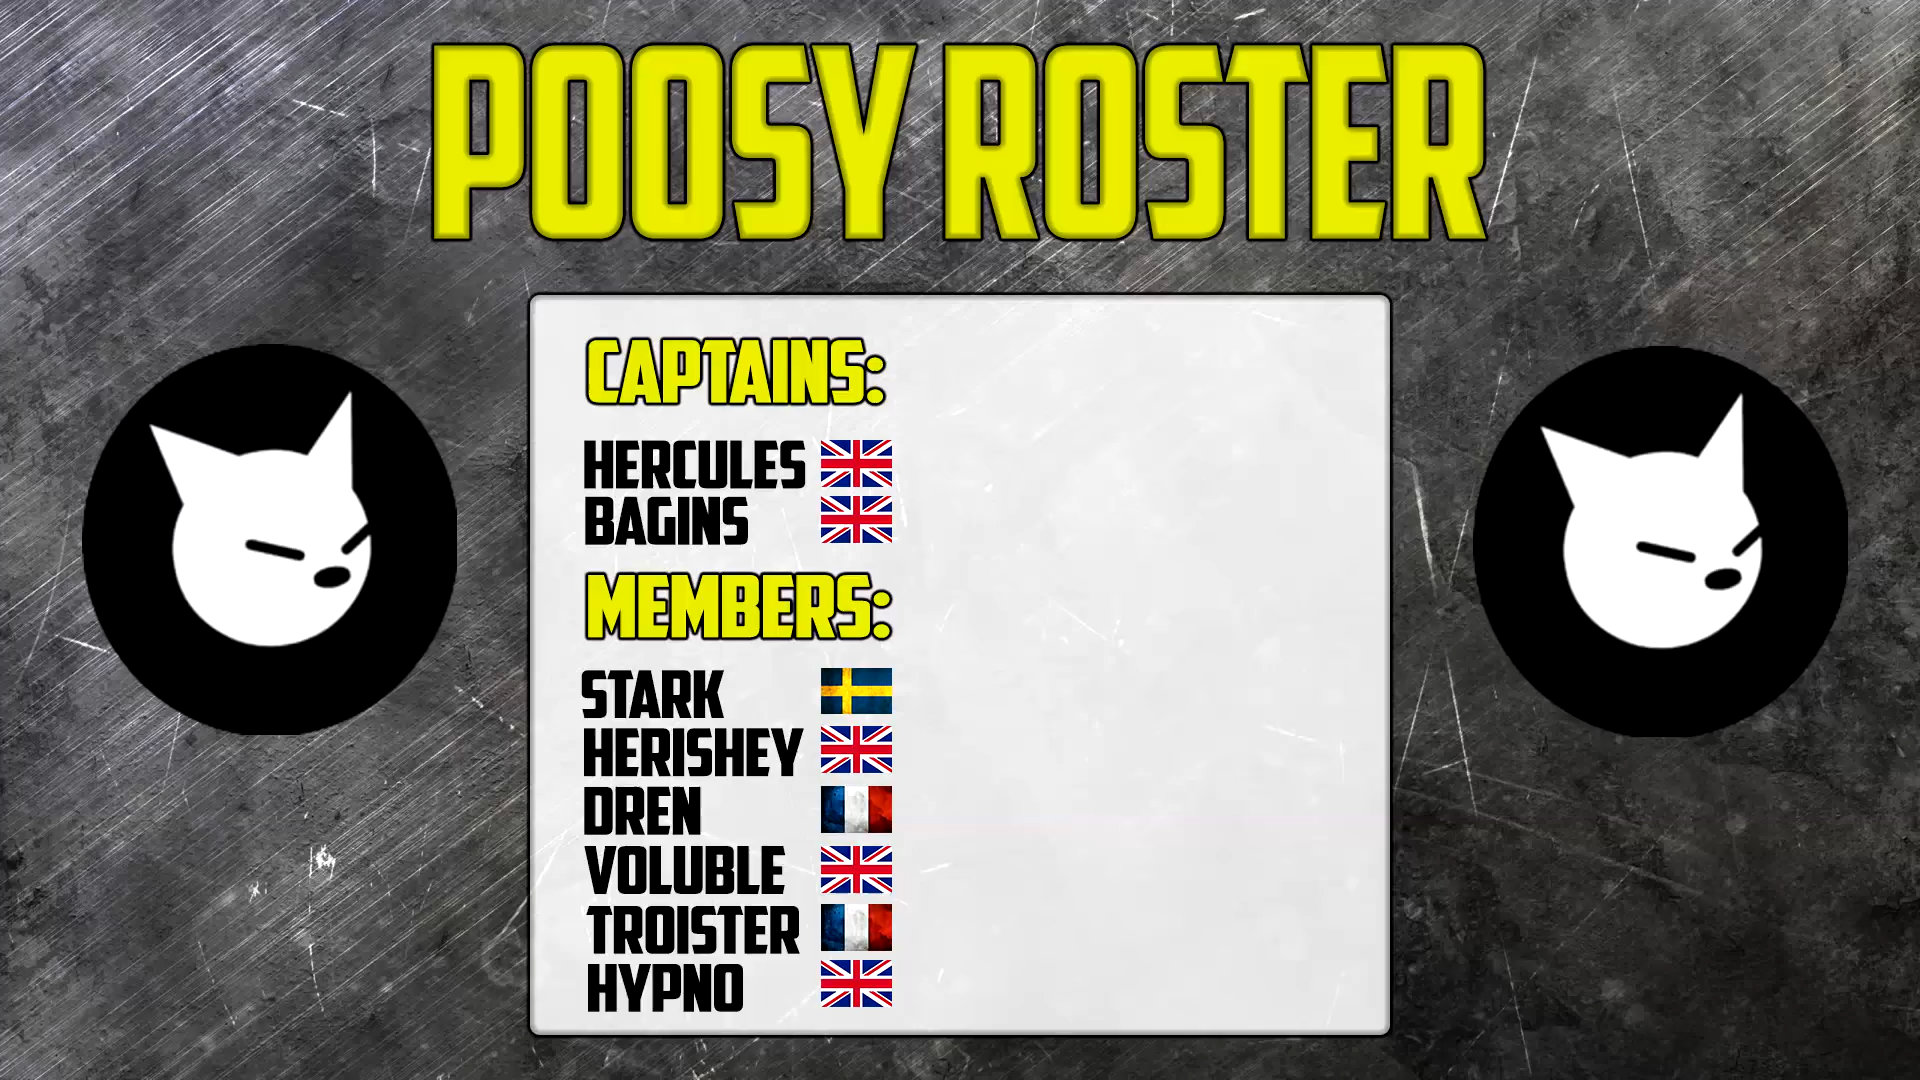 POOSY ROSTER
CAPTAINS:
HERCULES
BAGINS
MEMBERS:
STARK
HERISHEY
DREN
VOLUBLE
TROISTER
HYPNO